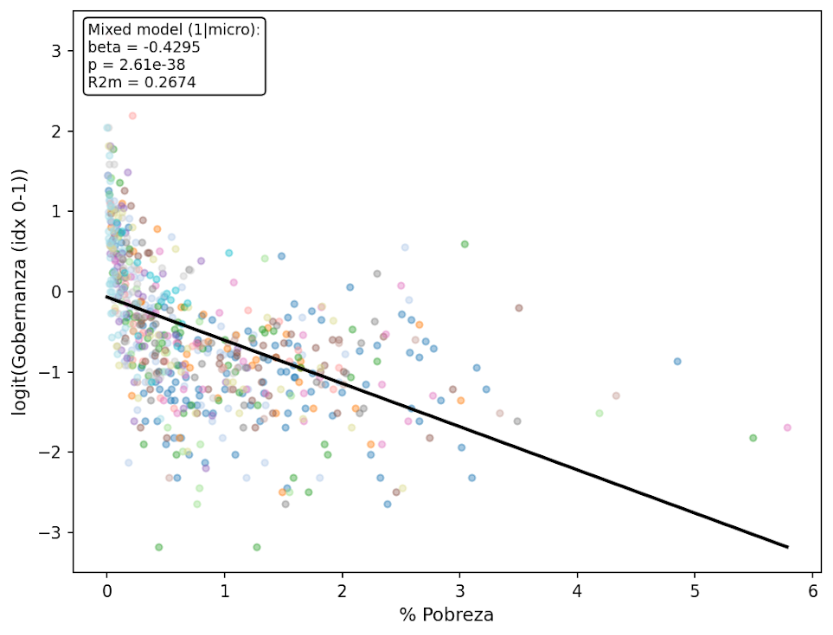 Mixed model (1|micro):
beta = -0.4295
p = 2.61e-38
R2m = 0.2674
3
2
1
0
−1
−2
−3
logit(Gobernanza (idx 0-1))
0 1 2 3 4 5 6
% Pobreza